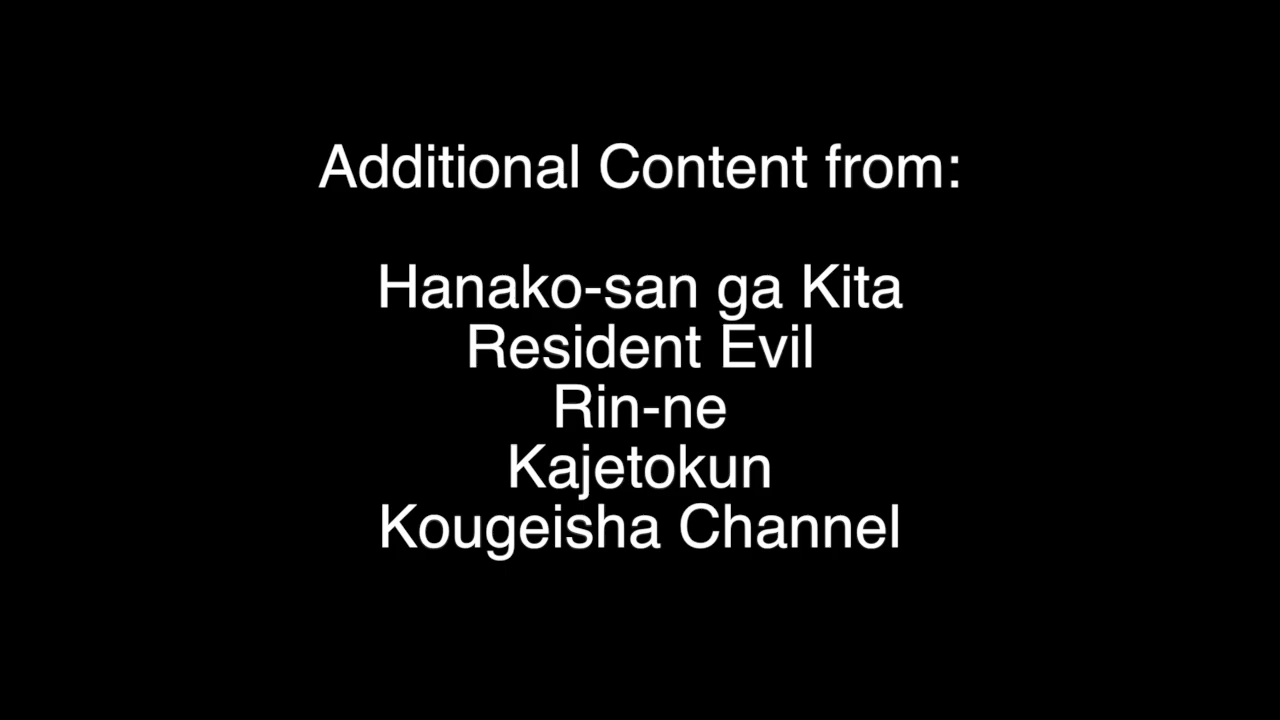 Additional Content from:
Hanako-san ga Kita
Resident Evil
Rin-ne
Kajetokun
Kougeisha Channel